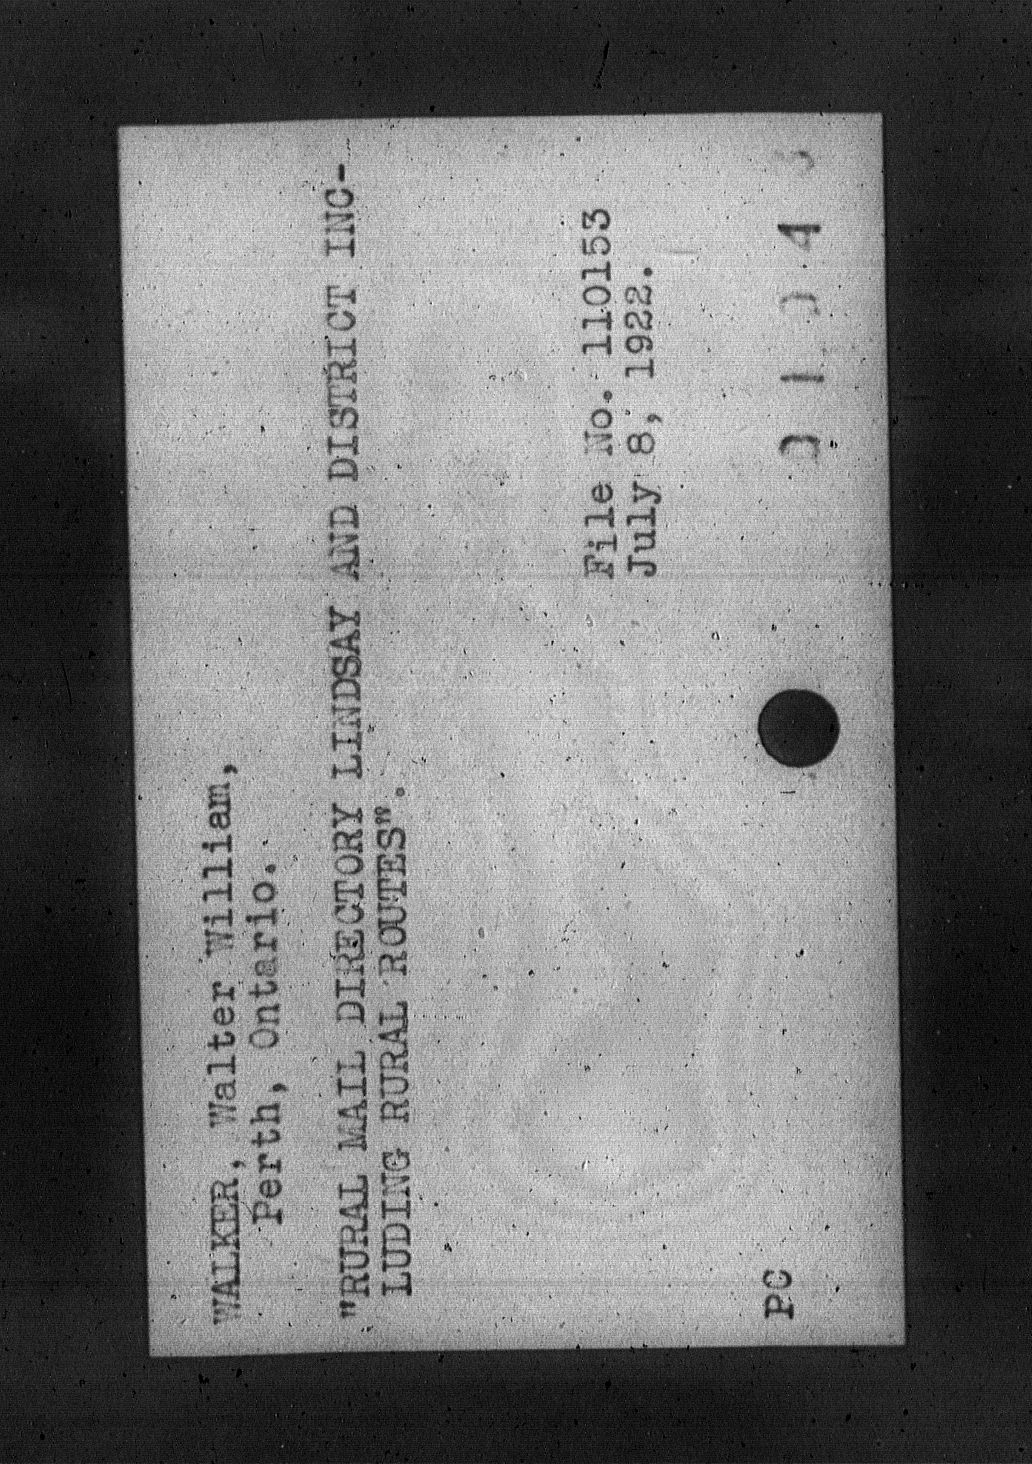 WALKER, Walter William,
Perth, Ontario.
"RURAL MAIL DIRECTORY LINDSAY AND DISTRICT INC-
LUDING RURAL ROUTES".
File No. 110153
July 8, 1922.
PC